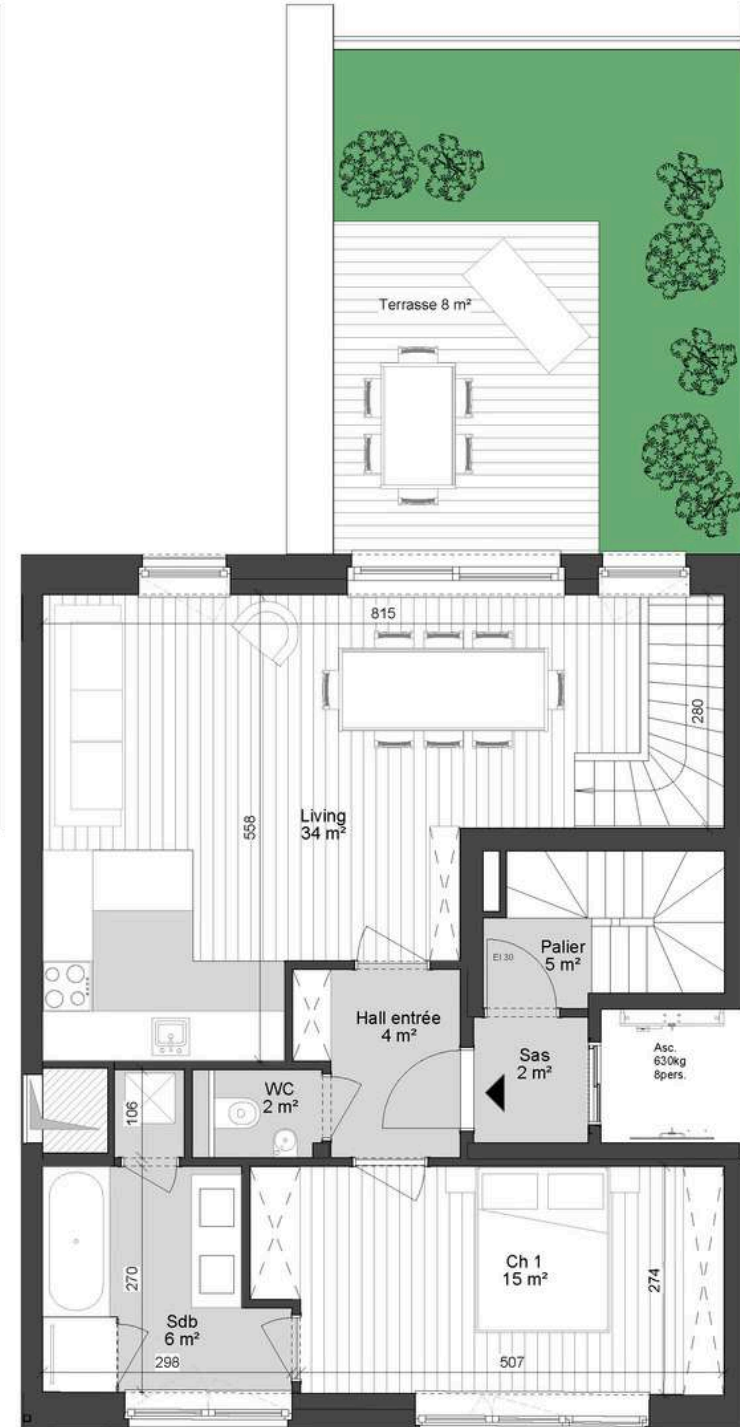 Terrasse 8 m²
815
280
558
Living
34 m²
Palier
5 m²
EI 30
Hall entrée
4 m²
Sas
2 m²
Asc.
630kg
8pers.
WC
2 m²
106
270
Ch 1
15 m²
274
Sdb
6 m²
298
507